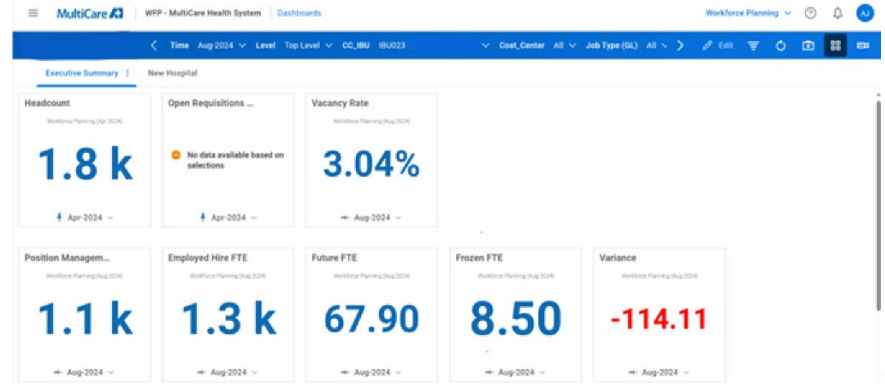 MultiCare WFP - MultiCare Health System Dashboards Workforce Planning AJ
Time Aug-2024 Level Top Level CC_IBU IBU023 Cost_Center All Job Type (GL) All Edit
Executive Summary New Hospital
Headcount Open Requisitions ... Vacancy Rate
Workforce Planning (Apr 2024) Workforce Planning (Aug 2024)
1.8 k No data available based on selections 3.04%
Apr-2024 Apr-2024 Aug-2024
Position Managem... Employed Hire FTE Future FTE Frozen FTE Variance
Workforce Planning (Aug 2024) Workforce Planning (Aug 2024) Workforce Planning (Aug 2024) Workforce Planning (Aug 2024) Workforce Planning (Aug 2024)
1.1 k 1.3 k 67.90 8.50 -114.11
Aug-2024 Aug-2024 Aug-2024 Aug-2024 Aug-2024